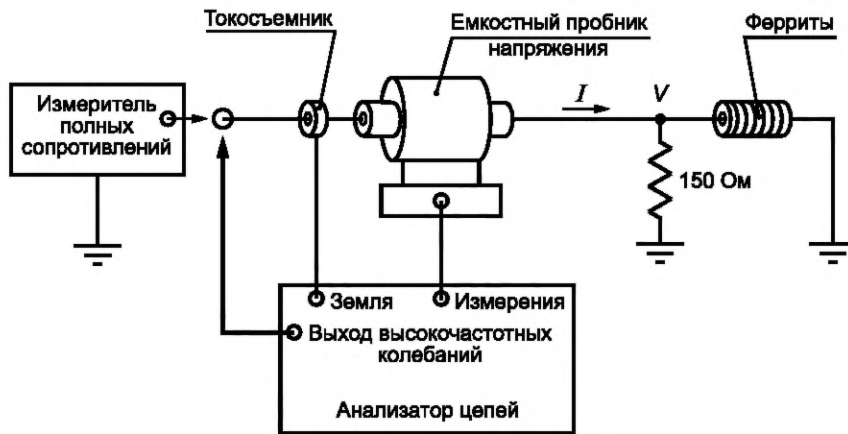 Токосъемник
Емкостный пробник
напряжения
Ферриты
Измеритель
полных
сопротивлений
I
V
150 Ом
Земля
Измерения
Выход высокочастотных
колебаний
Анализатор цепей